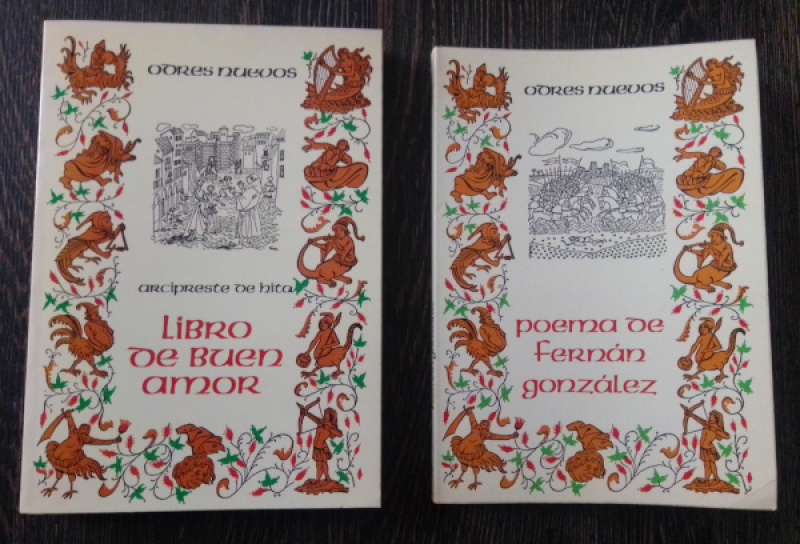 odres nuevos
arcipreste de hita
Libro
de buen
amor
odres nuevos
poema de
fernán
gonzález